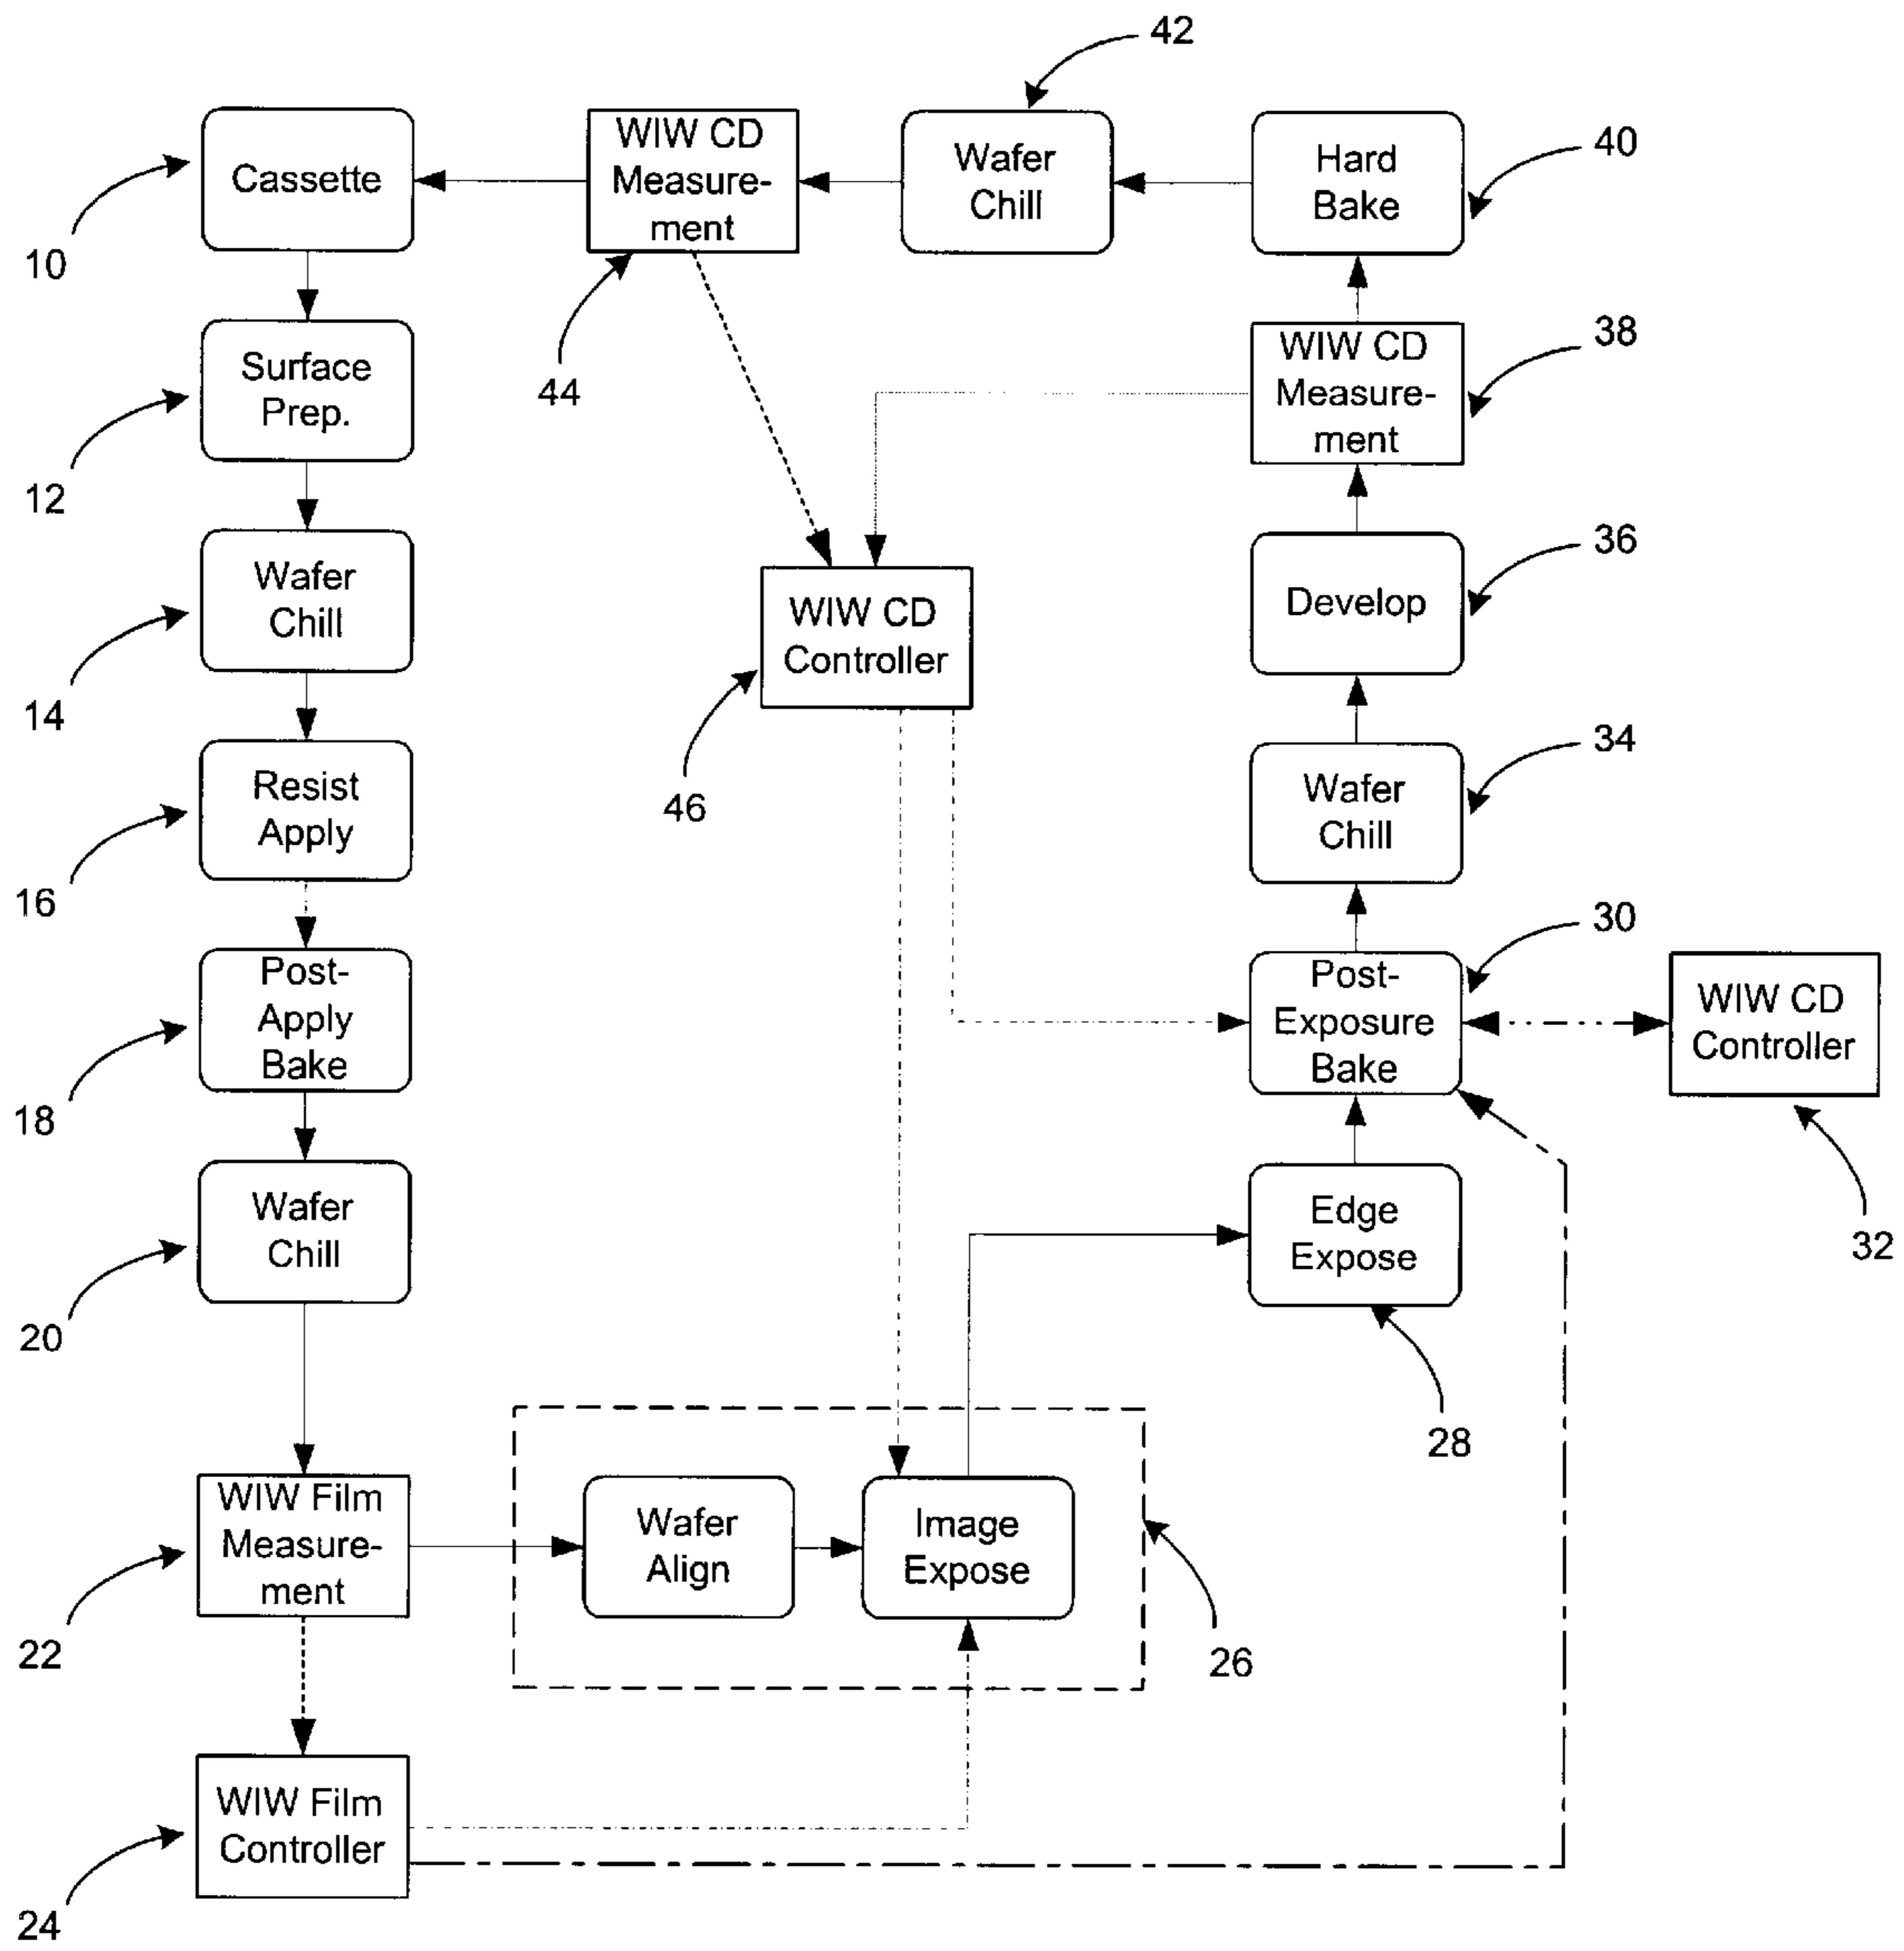 42
Cassette
10
WIW CD
Measure-
ment
44
Wafer
Chill
Hard
Bake
40
Surface
Prep.
12
WIW CD
Measure-
ment
38
Wafer
Chill
14
WIW CD
Controller
46
Develop
36
Resist
Apply
16
Wafer
Chill
34
Post-
Apply
Bake
18
Post-
Exposure
Bake
30
WIW CD
Controller
32
Wafer
Chill
20
Edge
Expose
28
WIW Film
Measure-
ment
22
Wafer
Align
Image
Expose
26
WIW Film
Controller
24